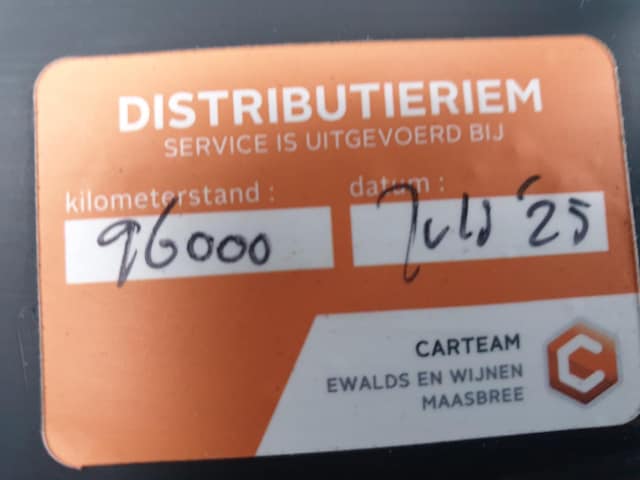 DISTRIBUTIERIEM
SERVICE IS UITGEVOERD BIJ
kilometerstand : datum :
96000 Juli '25
CARTEAM
EWALDS EN WIJNEN
MAASBREE